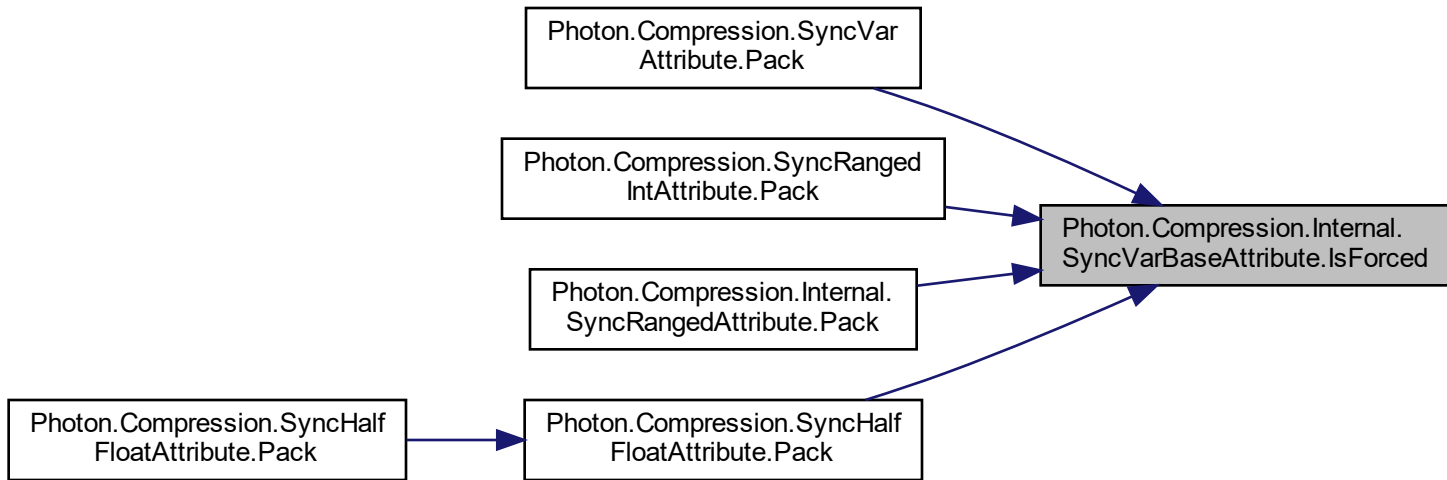 Photon.Compression.SyncVar
Attribute.Pack
Photon.Compression.SyncRanged
IntAttribute.Pack
Photon.Compression.Internal.
SyncVarBaseAttribute.IsForced
Photon.Compression.Internal.
SyncRangedAttribute.Pack
Photon.Compression.SyncHalf
FloatAttribute.Pack
Photon.Compression.SyncHalf
FloatAttribute.Pack